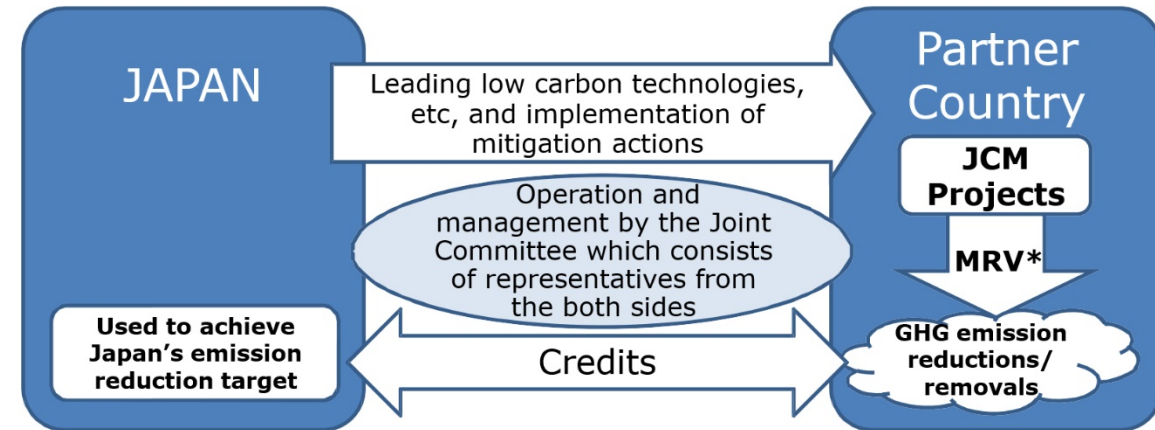 JAPAN
Leading low carbon technologies,
etc, and implementation of
mitigation actions
Partner
Country
JCM
Projects
Operation and
management by the Joint
Committee which consists
of representatives from
the both sides
MRV*
Used to achieve
Japan's emission
reduction target
Credits
GHG emission
reductions/
removals